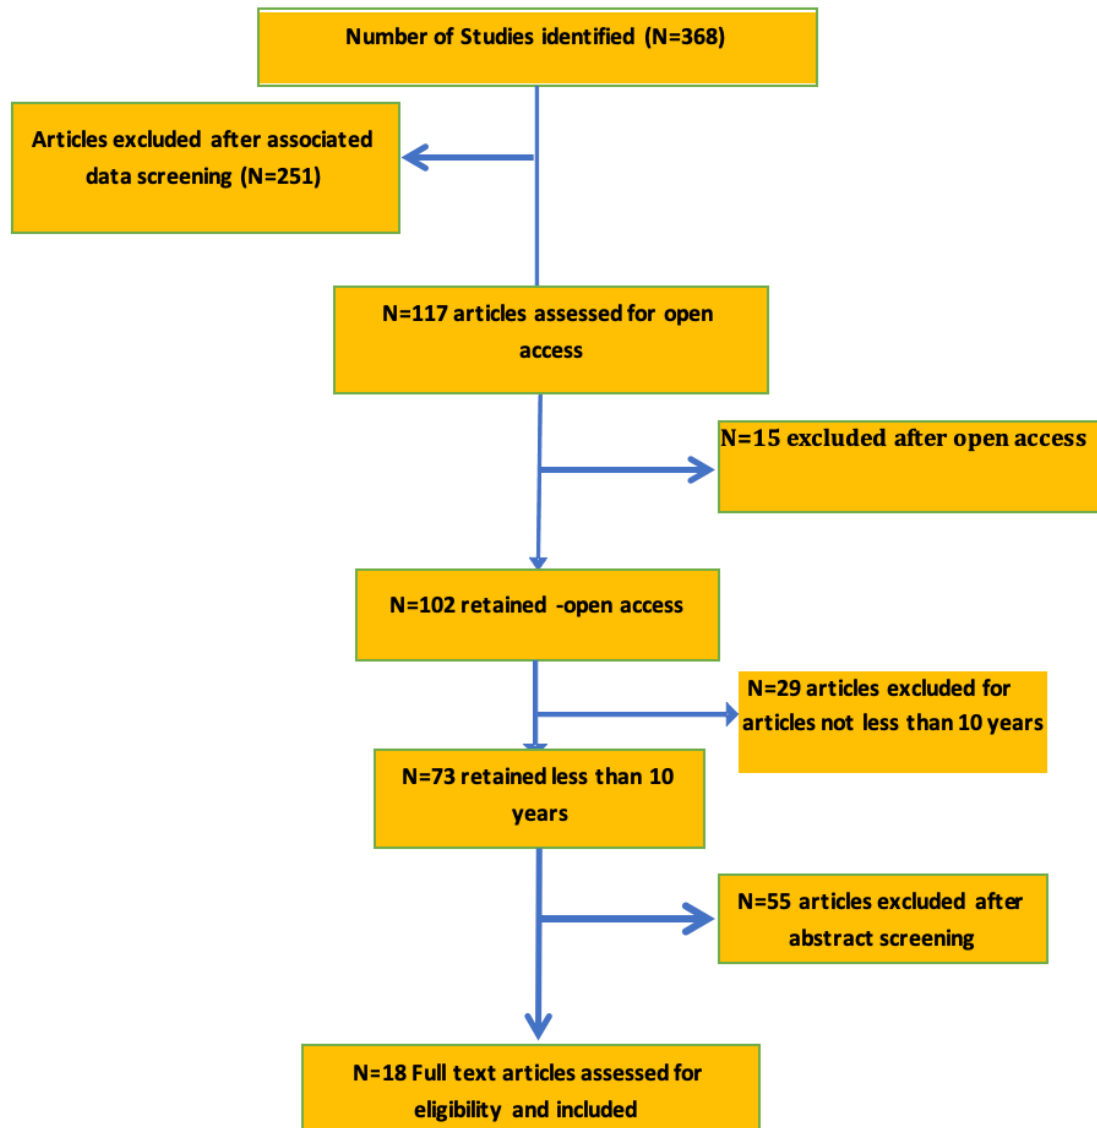 Number of Studies identified (N=368)
Articles excluded after associated
data screening (N=251)
N=117 articles assessed for open
access
N=15 excluded after open access
N=102 retained -open access
N=29 articles excluded for
articles not less than 10 years
N=73 retained less than 10
years
N=55 articles excluded after
abstract screening
N=18 Full text articles assessed for
eligibility and included